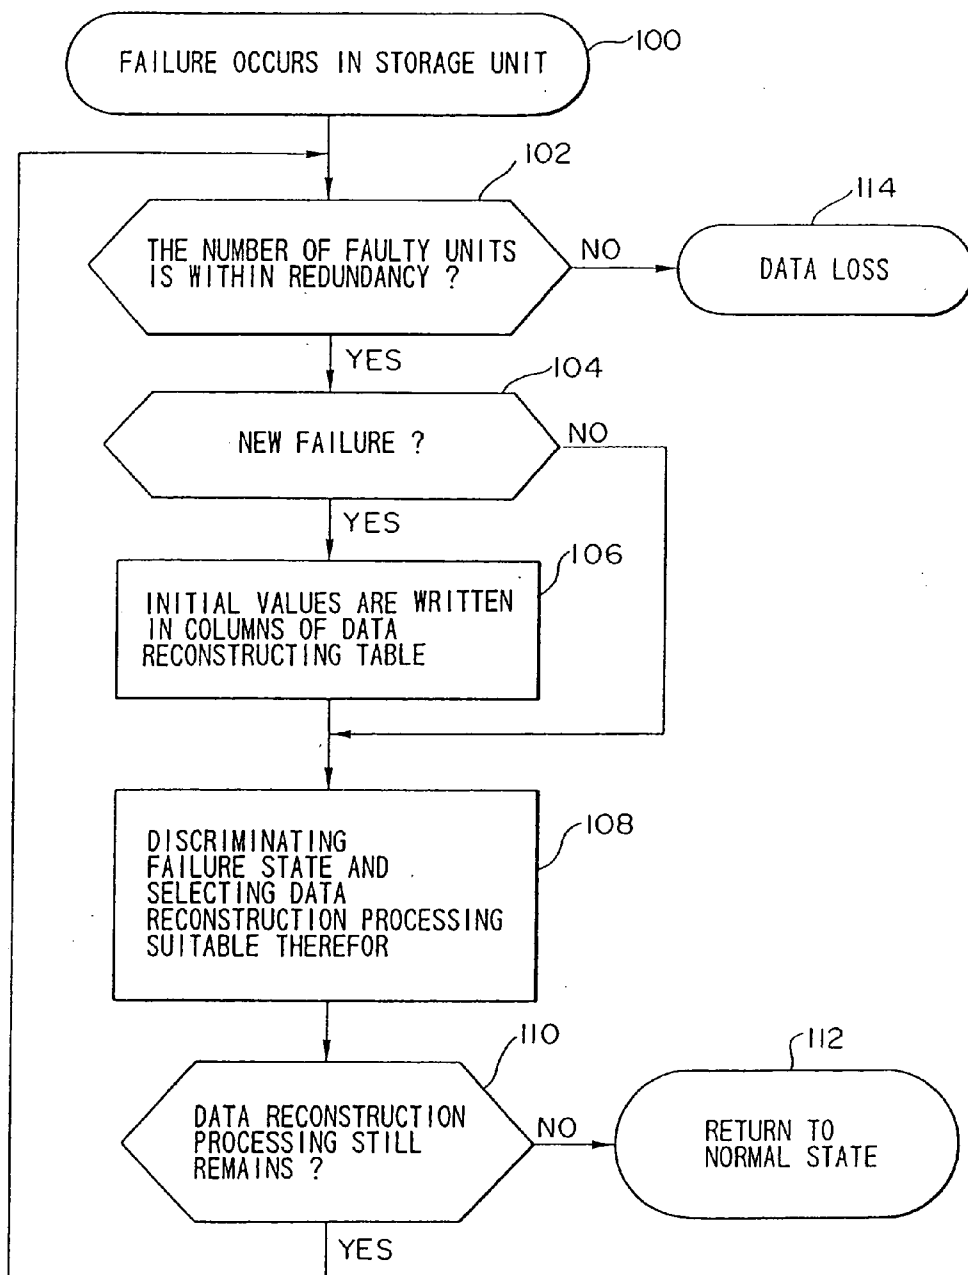 FAILURE OCCURS IN STORAGE UNIT
100
102
THE NUMBER OF FAULTY UNITS
IS WITHIN REDUNDANCY ?
NO
114
DATA LOSS
YES
104
NEW FAILURE ?
NO
YES
106
INITIAL VALUES ARE WRITTEN
IN COLUMNS OF DATA
RECONSTRUCTING TABLE
108
DISCRIMINATING
FAILURE STATE AND
SELECTING DATA
RECONSTRUCTION PROCESSING
SUITABLE THEREFOR
110
DATA RECONSTRUCTION
PROCESSING STILL
REMAINS ?
NO
112
RETURN TO
NORMAL STATE
YES